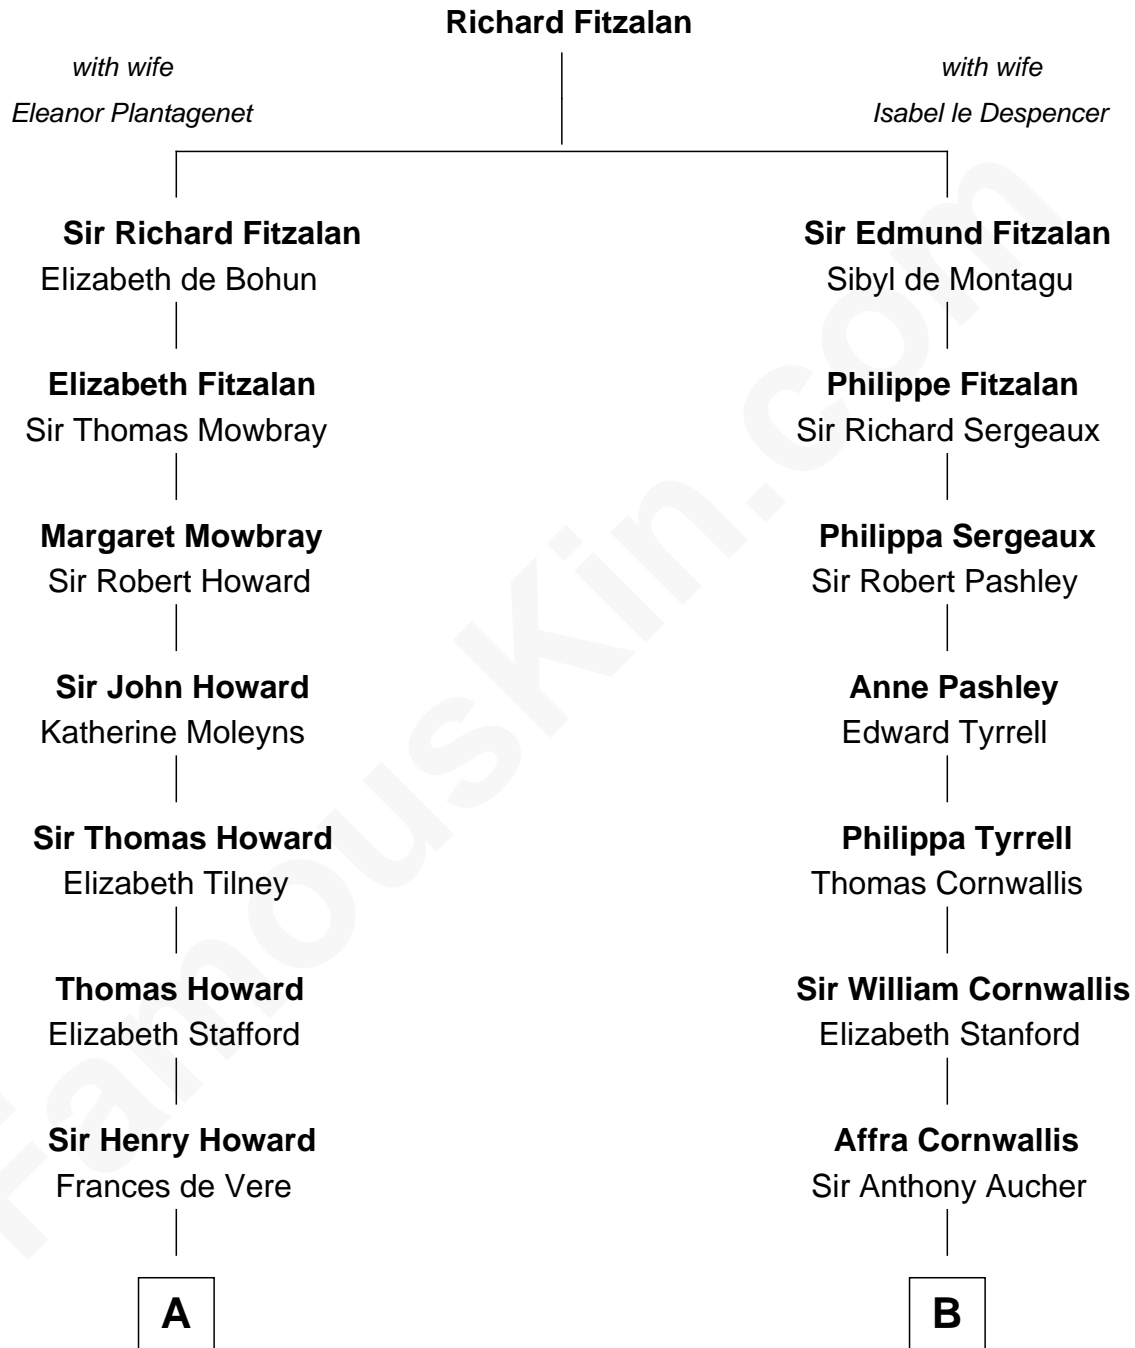 Richard Fitzalan
with wife
Eleanor Plantagenet
with wife
Isabel le Despencer
Sir Richard Fitzalan
Elizabeth de Bohun
Sir Edmund Fitzalan
Sibyl de Montagu
Elizabeth Fitzalan
Sir Thomas Mowbray
Philippe Fitzalan
Sir Richard Sergeaux
Margaret Mowbray
Sir Robert Howard
Philippa Sergeaux
Sir Robert Pashley
Sir John Howard
Katherine Moleyns
Anne Pashley
Edward Tyrrell
Sir Thomas Howard
Elizabeth Tilney
Philippa Tyrrell
Thomas Cornwallis
Thomas Howard
Elizabeth Stafford
Sir William Cornwallis
Elizabeth Stanford
Sir Henry Howard
Frances de Vere
Affra Cornwallis
Sir Anthony Aucher
A
B
FamousKin.com